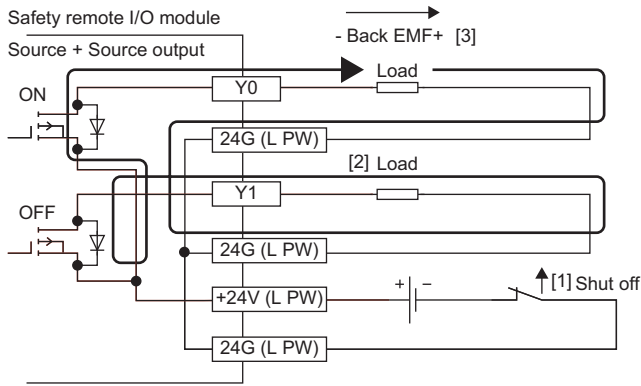 Safety remote I/O module
Source + Source output
- Back EMF+ [3]
ON
Y0
Load
24G (L PW)
[2] Load
Y1
OFF
24G (L PW)
+24V (L PW)
+ −
[1] Shut off
24G (L PW)